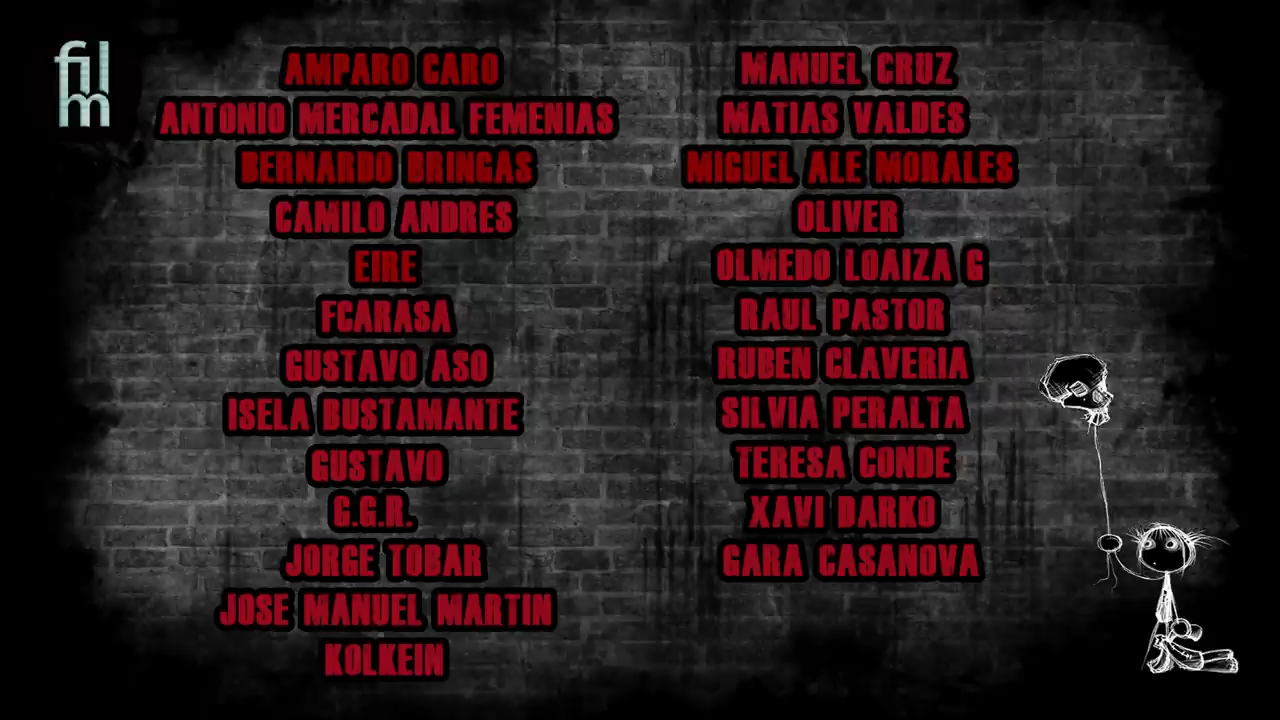 film
AMPARO CARO
ANTONIO MERCADAL FEMENIAS
BERNARDO BRINGAS
CAMILO ANDRES
EIRE
FCARASA
GUSTAVO ASO
ISELA BUSTAMANTE
GUSTAVO
G.G.R.
JORGE TOBAR
JOSE MANUEL MARTIN
KOLKEIN
MANUEL CRUZ
MATIAS VALDES
MIGUEL ALE MORALES
OLIVER
OLMEDO LOAIZA G
RAUL PASTOR
RUBEN CLAVERIA
SILVIA PERALTA
TERESA CONDE
XAVI DARKO
GARA CASANOVA